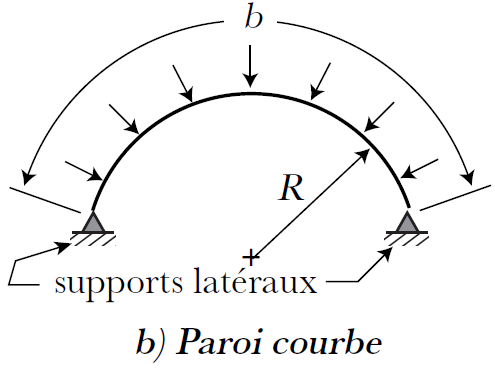 b
R
supports latéraux
b) Paroi courbe